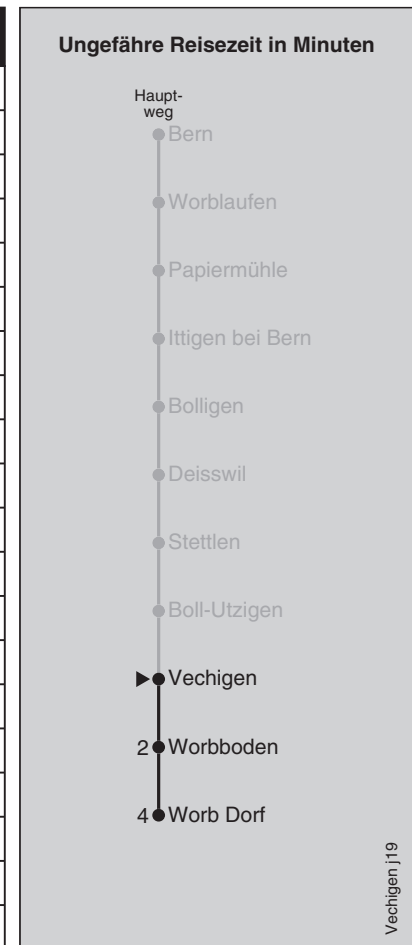 Ungefähre Reisezeit in Minuten
Haupt-
weg
Bern
Worblaufen
Papiermühle
Ittigen bei Bern
Bolligen
Deisswil
Stettlen
Boll-Utzigen
Vechigen
2 Worbboden
4 Worb Dorf
Vechigen j19